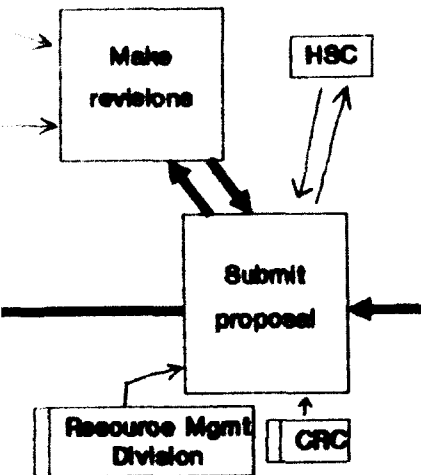 Make
revisions
HSC
Submit
proposal
Resource Mgmt
Division
CRC